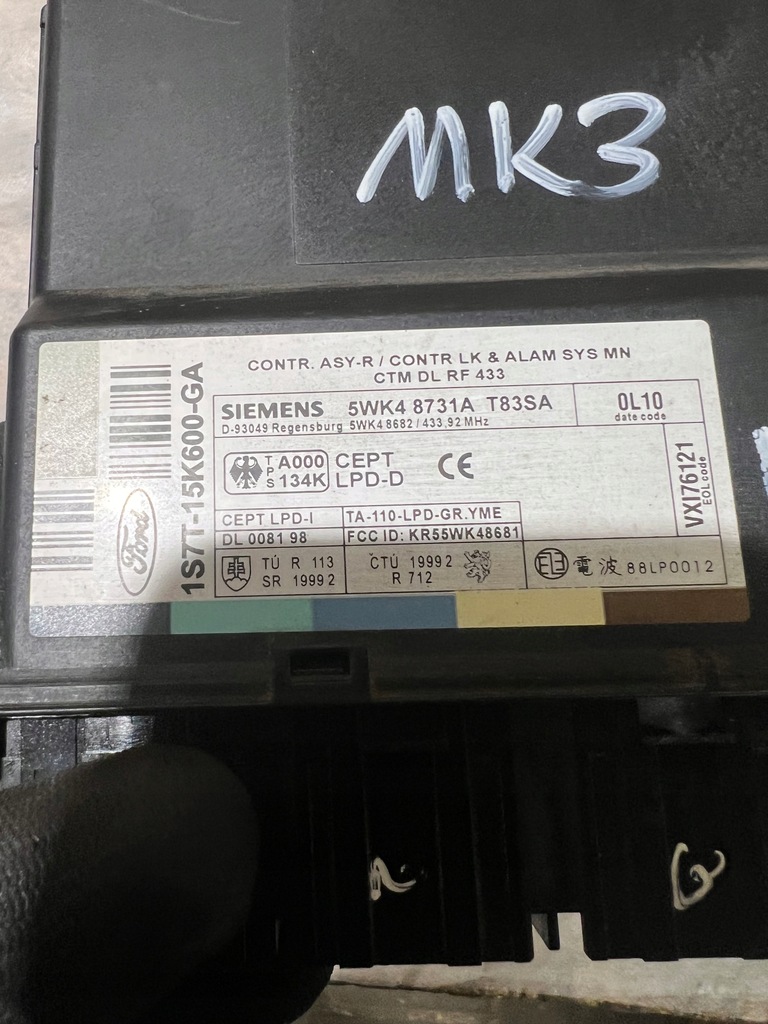 MK3
CONTR. ASY-R / CONTR LK & ALAM SYS MN
CTM DL RF 433
SIEMENS 5WK4 8731A T83SA
D-93049 Regensburg 5WK4 8682 / 433,92 MHz
0L10
date code
1S7T-15K600-GA
Ford
TPS A000 134K
CEPT
LPD-D
CE
VXI76121
EOL code
CEPT LPD-I
TA-110-LPD-GR.YME
DL 0081 98
FCC ID: KR55WK48681
TÚ R 113
SR 1999 2
ČTÚ 1999 2
R 712
電波 88LP0012